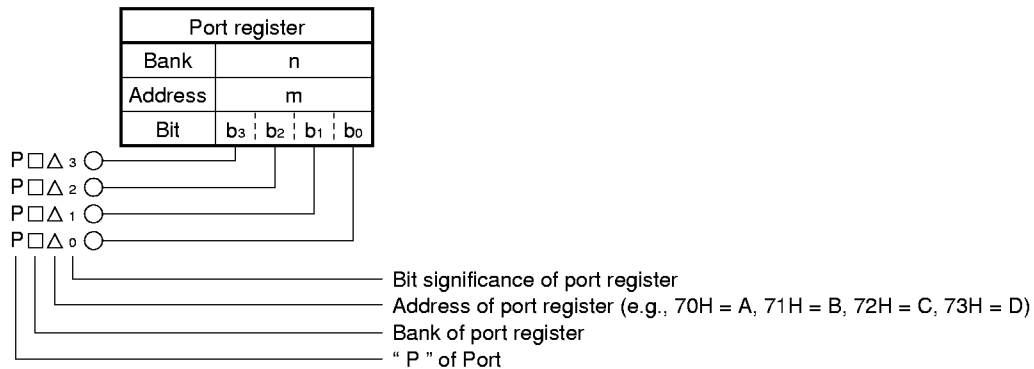 Port register
Bank n
Address m
Bit b3 b2 b1 b0
P□△3○
P□△2○
P□△1○
P□△0○
Bit significance of port register
Address of port register (e.g., 70H = A, 71H = B, 72H = C, 73H = D)
Bank of port register
“ P ” of Port